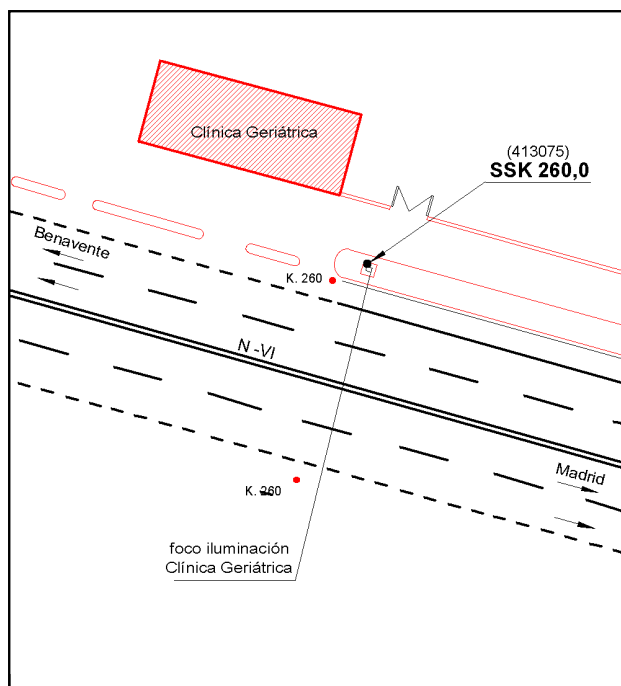 Clínica Geriátrica
(413075)
SSK 260,0
Benavente
K. 260
N -VI
Madrid
K. 260
foco iluminación
Clínica Geriátrica